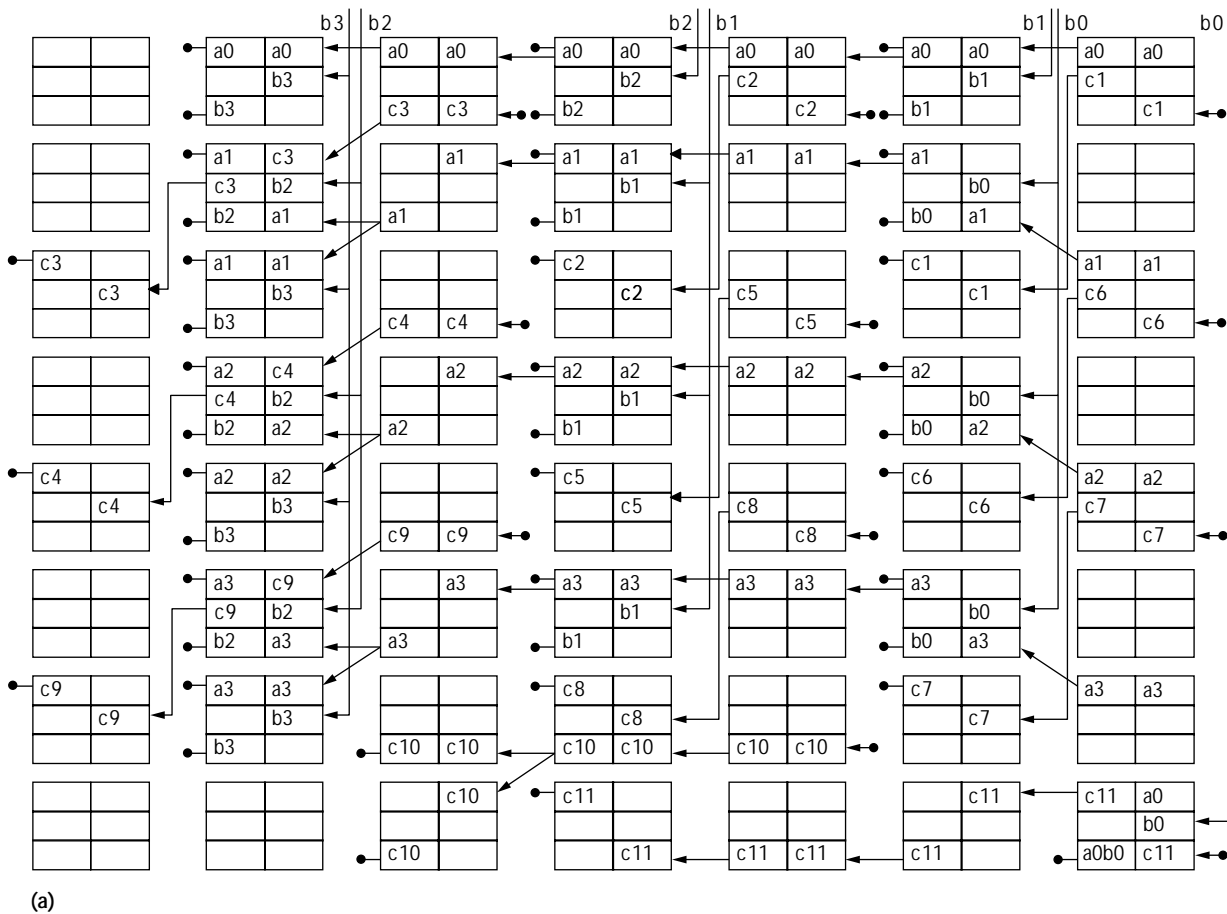 b3 b2 b2 b1 b1 b0 b0
a0 a0 a0 a0 a0 a0 a0 a0 a0 a0 a0 a0
b3 b2 c2 b1 c1
b3 c3 c3 b2 c2 b1 c1
a1 c3 a1 a1 a1 a1 a1 a1
c3 b2 b1 b0
b2 a1 a1 b1 b0 a1
c3 a1 a1 c2 c1 a1 a1
c3 b3 c2 c5 c1 c6
b3 c4 c4 c5 c6
a2 c4 a2 a2 a2 a2 a2 a2
c4 b2 b1 b0
b2 a2 a2 b1 b0 a2
c4 a2 a2 c5 c6 a2 a2
c4 b3 c5 c8 c6 c7
b3 c9 c9 c8 c7
a3 c9 a3 a3 a3 a3 a3 a3
c9 b2 b1 b0
b2 a3 a3 b1 b0 a3
c9 a3 a3 c8 c7 a3 a3
c9 b3 c8 c7
b3 c10 c10 c10 c10 c10 c10
c10 c11 c11 c11 a0
b0
c10 c11 c11 c11 c11 a0b0 c11
(a)